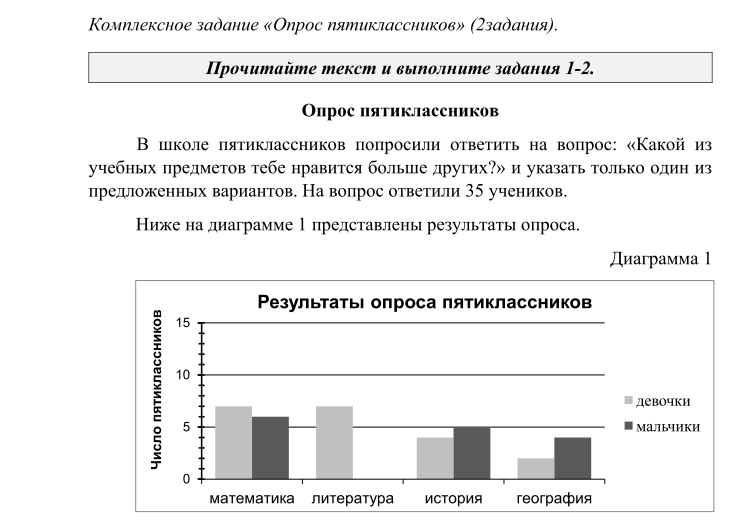 Комплексное задание «Опрос пятиклассников» (2задания).
Прочитайте текст и выполните задания 1-2.
Опрос пятиклассников
В школе пятиклассников попросили ответить на вопрос: «Какой из
учебных предметов тебе нравится больше других?» и указать только один из
предложенных вариантов. На вопрос ответили 35 учеников.
Ниже на диаграмме 1 представлены результаты опроса.
Диаграмма 1
Результаты опроса пятиклассников
Число пятиклассников
15
10
5
0
математика литература история география
девочки
мальчики